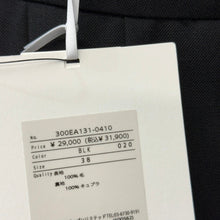 No. 300EA131-0410
Price ¥ 29,000 (税込¥ 31,900)
Color BLK 020
Size 38
Quality 表地
100% 毛
裏地
100% キュプラ